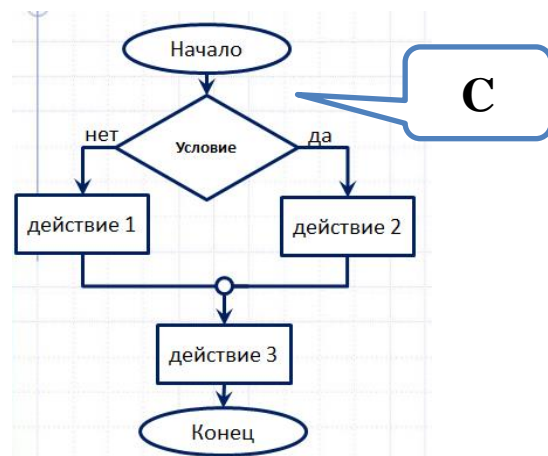 Начало
C
нет
Условие
да
действие 1
действие 2
действие 3
Конец